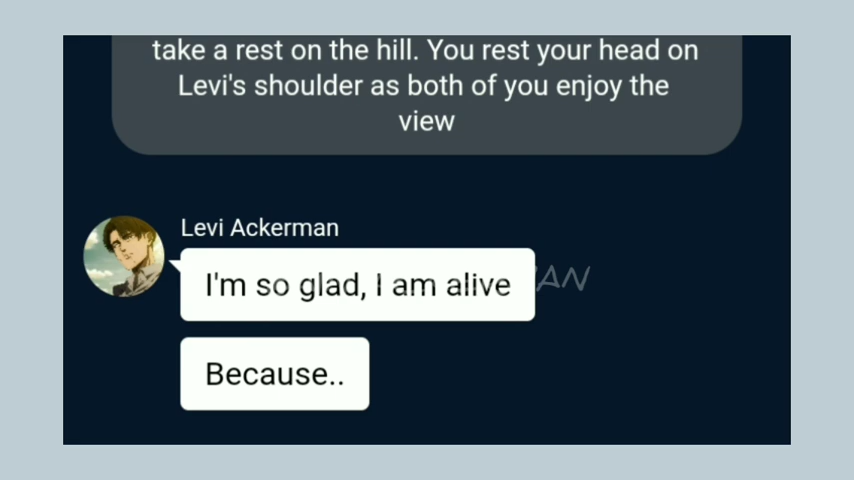 take a rest on the hill. You rest your head on
Levi's shoulder as both of you enjoy the
view
Levi Ackerman
I'm so glad, I am alive
Because..